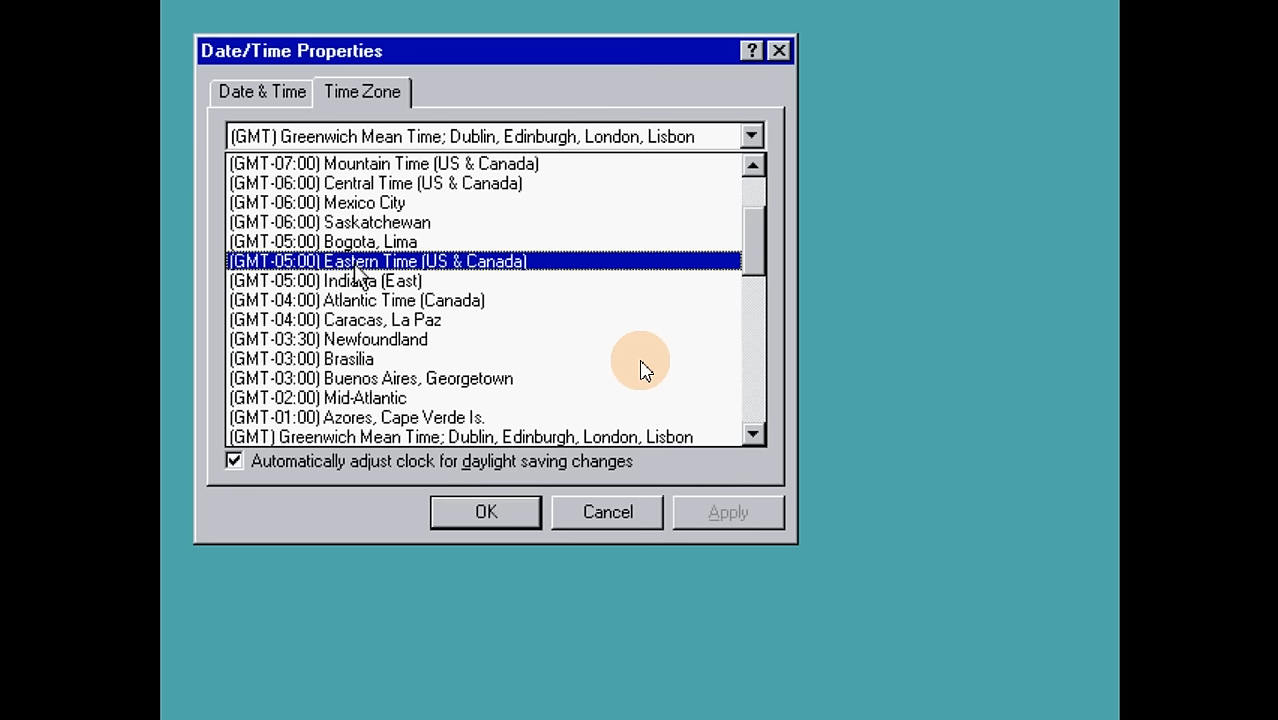 Date/Time Properties
Date & Time Time Zone
(GMT) Greenwich Mean Time; Dublin, Edinburgh, London, Lisbon
(GMT-07:00) Mountain Time (US & Canada)
(GMT-06:00) Central Time (US & Canada)
(GMT-06:00) Mexico City
(GMT-06:00) Saskatchewan
(GMT-05:00) Bogota, Lima
(GMT-05:00) Eastern Time (US & Canada)
(GMT-05:00) Indiana (East)
(GMT-04:00) Atlantic Time (Canada)
(GMT-04:00) Caracas, La Paz
(GMT-03:30) Newfoundland
(GMT-03:00) Brasilia
(GMT-03:00) Buenos Aires, Georgetown
(GMT-02:00) Mid-Atlantic
(GMT-01:00) Azores, Cape Verde Is.
(GMT) Greenwich Mean Time; Dublin, Edinburgh, London, Lisbon
Automatically adjust clock for daylight saving changes
OK Cancel Apply